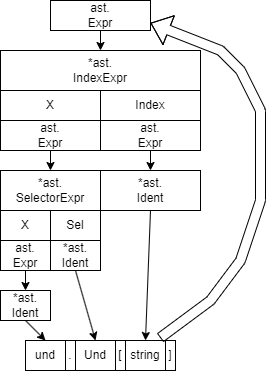 ast.
Expr
*ast.
IndexExpr
X
Index
ast.
Expr
ast.
Expr
*ast.
SelectorExpr
*ast.
Ident
X
Sel
ast.
Expr
*ast.
Ident
*ast.
Ident
und . Und [ string ]